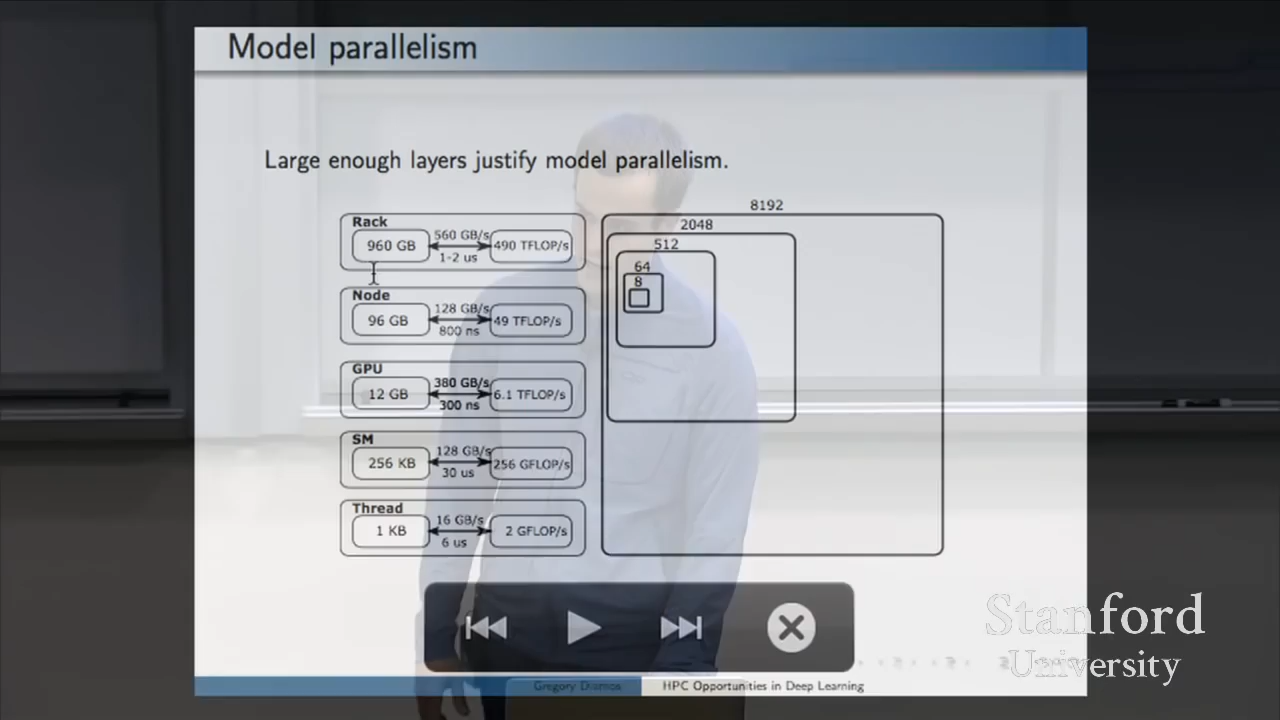 Model parallelism
Large enough layers justify model parallelism.
Rack
960 GB
560 GB/s
1-2 us
490 TFLOP/s
Node
96 GB
128 GB/s
800 ns
49 TFLOP/s
GPU
12 GB
380 GB/s
300 ns
6.1 TFLOP/s
SM
256 KB
128 GB/s
30 us
256 GFLOP/s
Thread
1 KB
16 GB/s
6 us
2 GFLOP/s
8192
2048
512
64
8
Stanford
University
Gregory Diamos
HPC Opportunities in Deep Learning